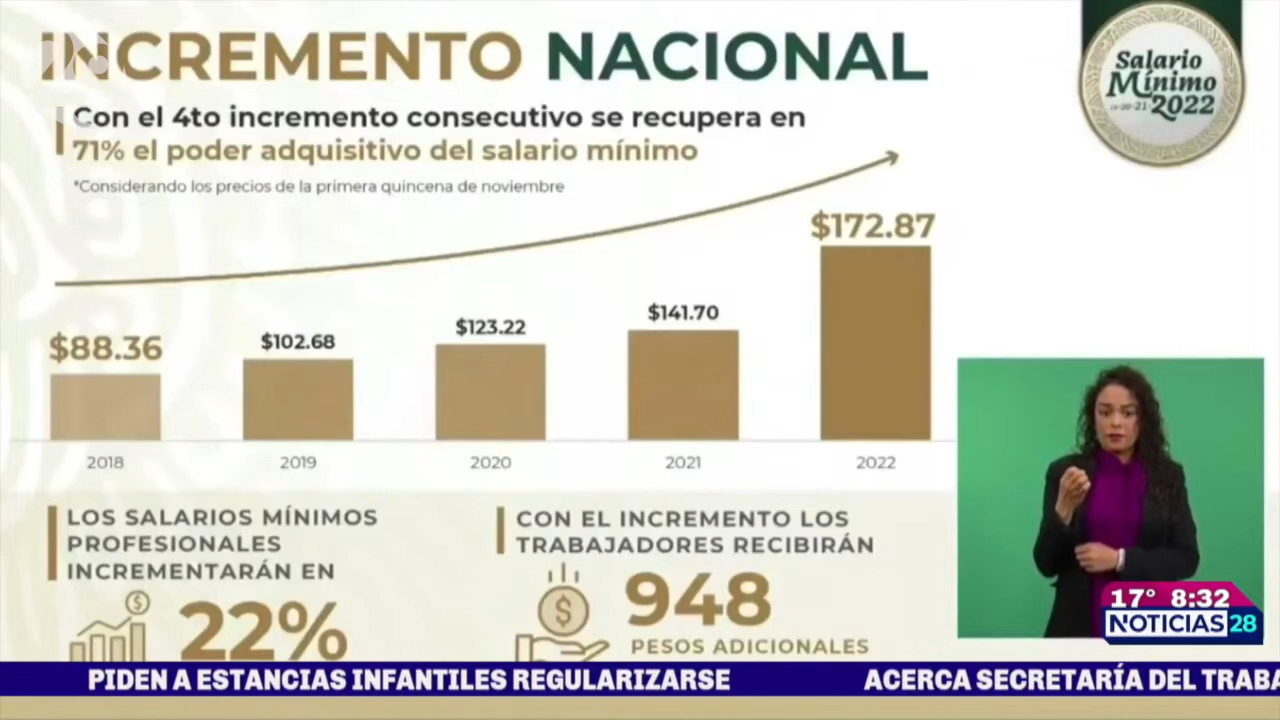 INCREMENTO NACIONAL
Con el 4to incremento consecutivo se recupera en
71% el poder adquisitivo del salario mínimo
*Considerando los precios de la primera quincena de noviembre
Salario
Mínimo
2022
$88.36
$102.68
$123.22
$141.70
$172.87
2018
2019
2020
2021
2022
LOS SALARIOS MÍNIMOS
PROFESIONALES
INCREMENTARÁN EN
22%
CON EL INCREMENTO LOS
TRABAJADORES RECIBIRÁN
948
PESOS ADICIONALES
17° 8:32
NOTICIAS 28
PIDEN A ESTANCIAS INFANTILES REGULARIZARSE
ACERCA SECRETARÍA DEL TRABA